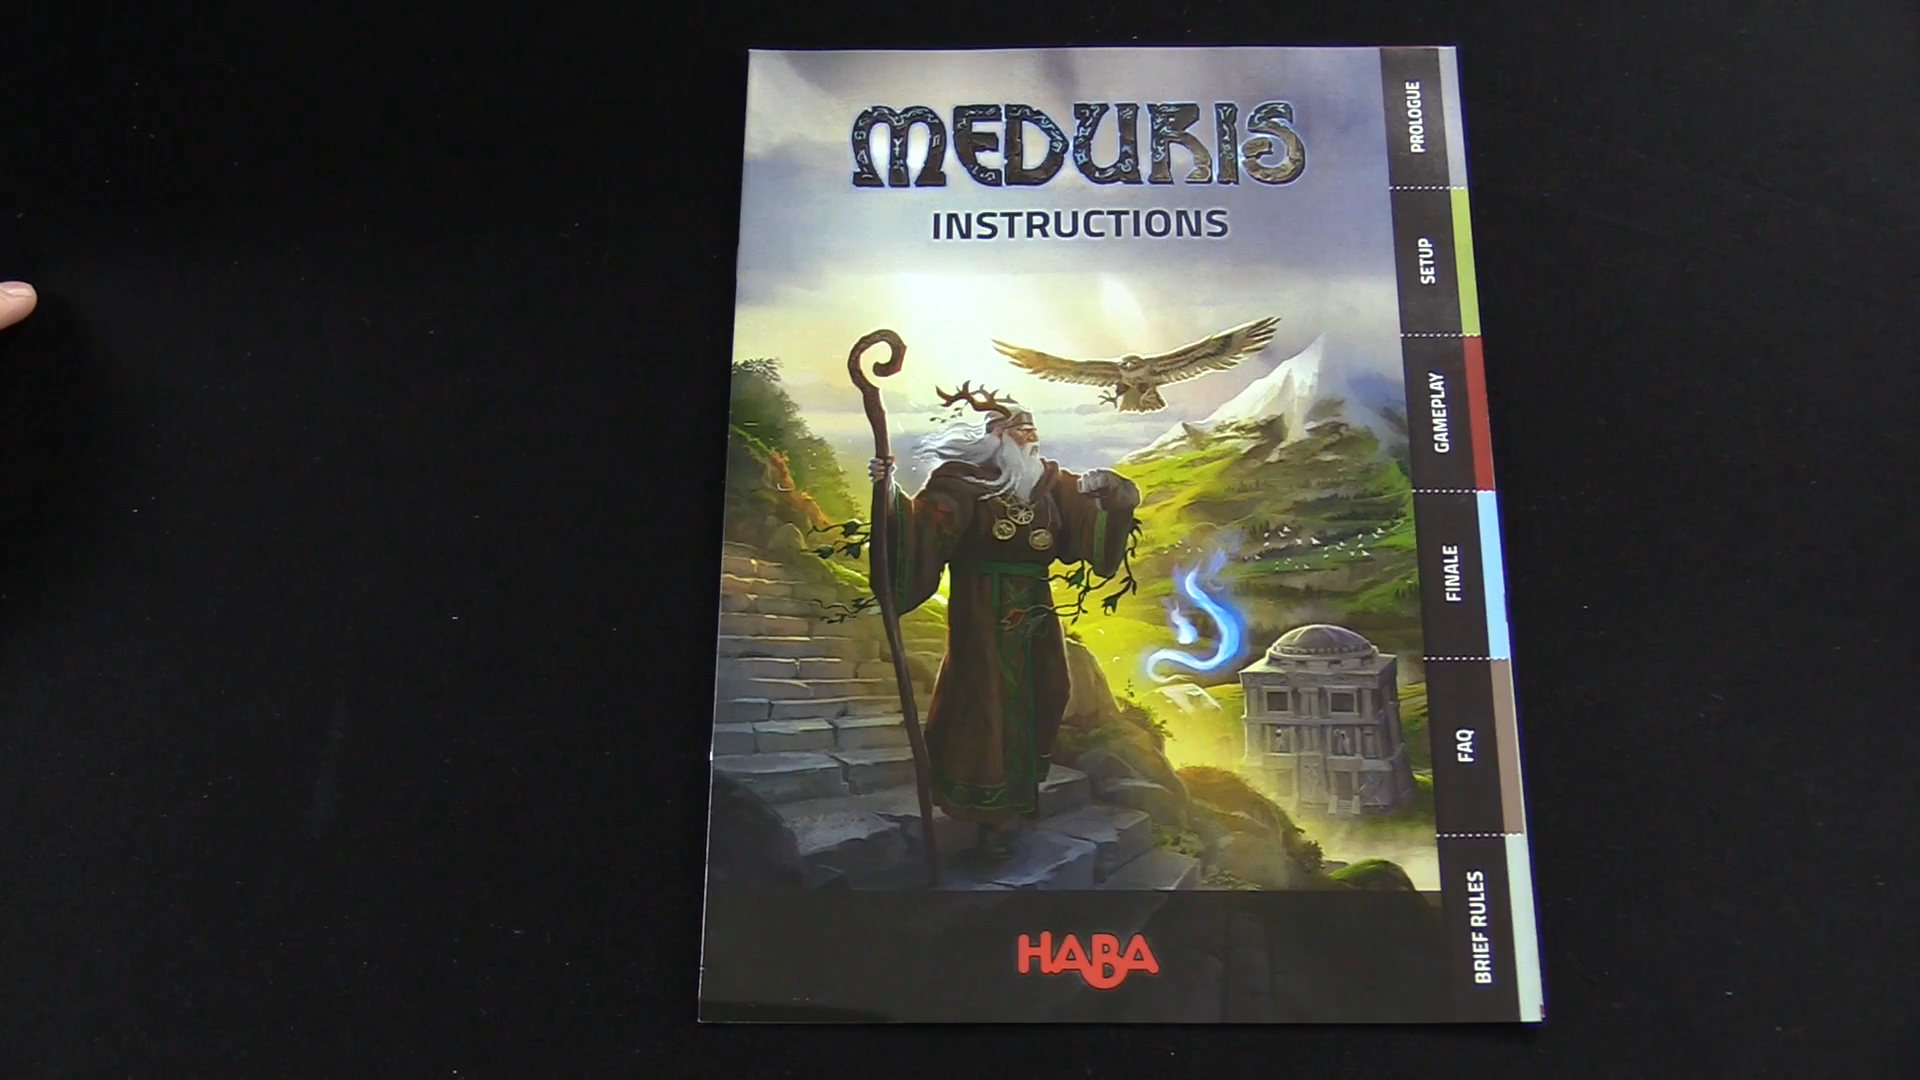 MEDURIS
INSTRUCTIONS
PROLOGUE
SETUP
GAMEPLAY
FINALE
FAQ
BRIEF RULES
HABA